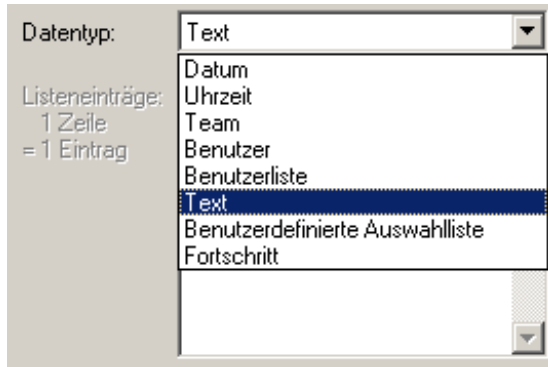 Datentyp: Text
Datum
Listeneinträge: Uhrzeit
1 Zeile Team
= 1 Eintrag Benutzer
Benutzerliste
Text
Benutzerdefinierte Auswahlliste
Fortschritt